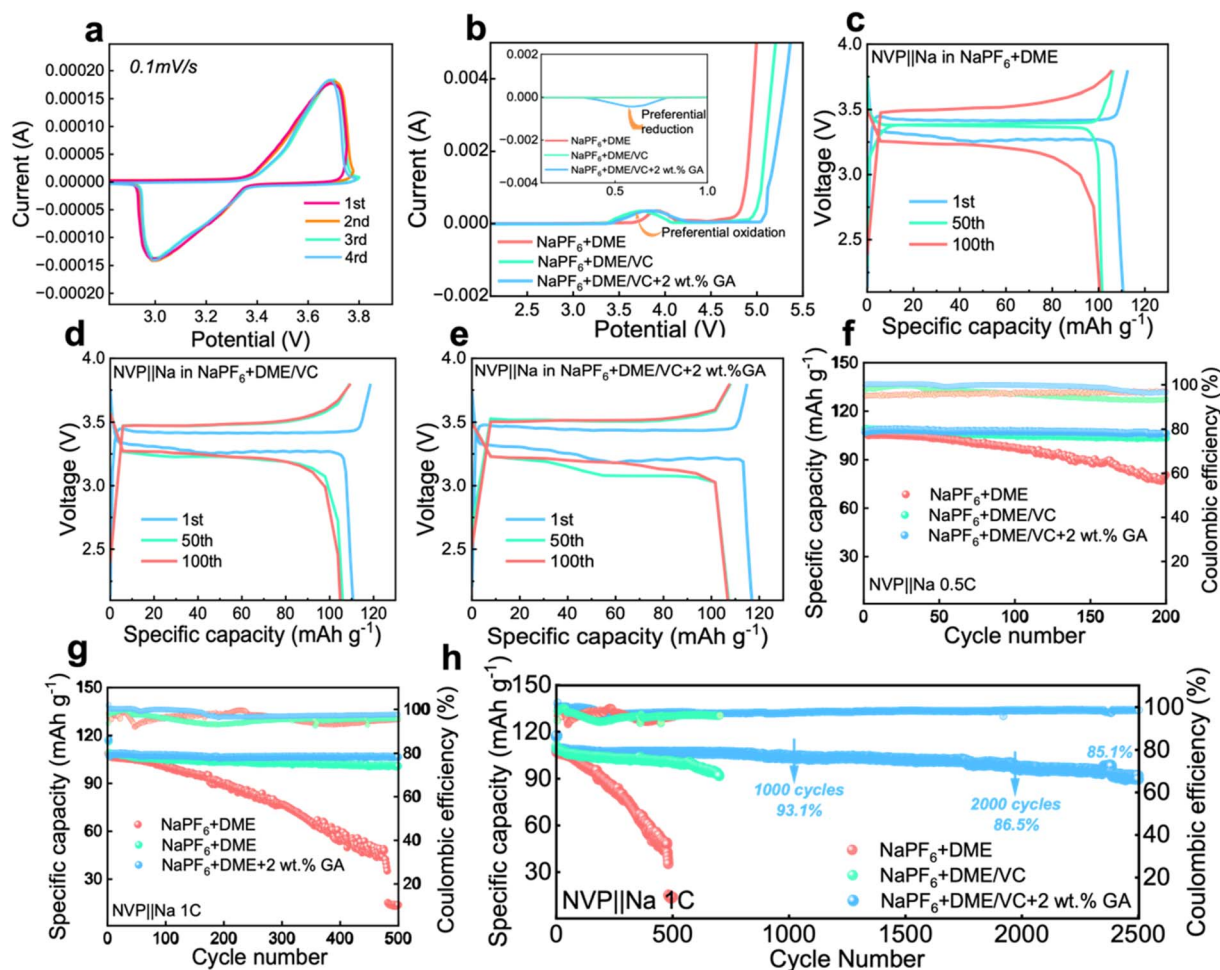 a
0.1mV/s
Current (A)
0.00020
0.00015
0.00010
0.00005
0.00000
−0.00005
−0.00010
−0.00015
−0.00020
1st
2nd
3rd
4rd
3.0 3.2 3.4 3.6 3.8
Potential (V)
b
Current (A)
0.004
0.002
0.000
−0.002
0.002
0.000
−0.002
−0.004
Preferential
reduction
NaPF6+DME
NaPF6+DME/VC
NaPF6+DME/VC+2 wt.% GA
0.5 1.0
Preferential oxidation
NaPF6+DME
NaPF6+DME/VC
NaPF6+DME/VC+2 wt.% GA
2.5 3.0 3.5 4.0 4.5 5.0 5.5
Potential (V)
c
NVP||Na in NaPF6+DME
Voltage (V)
4.0
3.5
3.0
2.5
1st
50th
100th
0 20 40 60 80 100 120
Specific capacity (mAh g-1)
d
NVP||Na in NaPF6+DME/VC
Voltage (V)
4.0
3.5
3.0
2.5
1st
50th
100th
0 20 40 60 80 100 120
Specific capacity (mAh g-1)
e
NVP||Na in NaPF6+DME/VC+2 wt.%GA
Voltage (V)
4.0
3.5
3.0
2.5
1st
50th
100th
0 20 40 60 80 100 120
Specific capacity (mAh g-1)
f
Specific capacity (mAh g-1)
150
120
90
60
30
NaPF6+DME
NaPF6+DME/VC
NaPF6+DME/VC+2 wt.% GA
NVP||Na 0.5C
100
80
60
40
20
Coulombic efficiency (%)
0 50 100 150 200
Cycle number
g
Specific capacity (mAh g-1)
150
120
90
60
30
NaPF6+DME
NaPF6+DME
NaPF6+DME+2 wt.% GA
NVP||Na 1C
100
80
60
40
20
Coulombic efficiency (%)
0 100 200 300 400 500
Cycle number
h
Specific capacity (mAh g-1)
150
120
90
60
30
1000 cycles
93.1%
2000 cycles
86.5%
85.1%
NaPF6+DME
NaPF6+DME/VC
NaPF6+DME/VC+2 wt.% GA
NVP||Na 1C
100
80
60
40
20
Coulombic efficiency (%)
0 500 1000 1500 2000 2500
Cycle Number